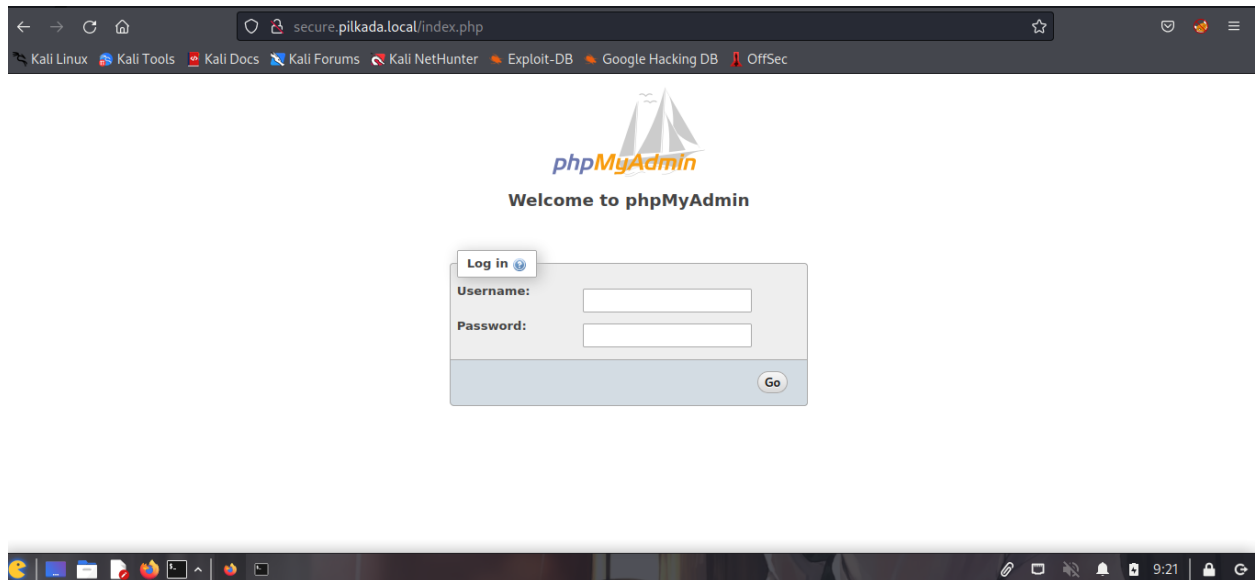 secure.pilkada.local/index.php
Kali Linux Kali Tools Kali Docs Kali Forums Kali NetHunter Exploit-DB Google Hacking DB OffSec
phpMyAdmin
Welcome to phpMyAdmin
Log in
Username:
Password:
Go
9:21